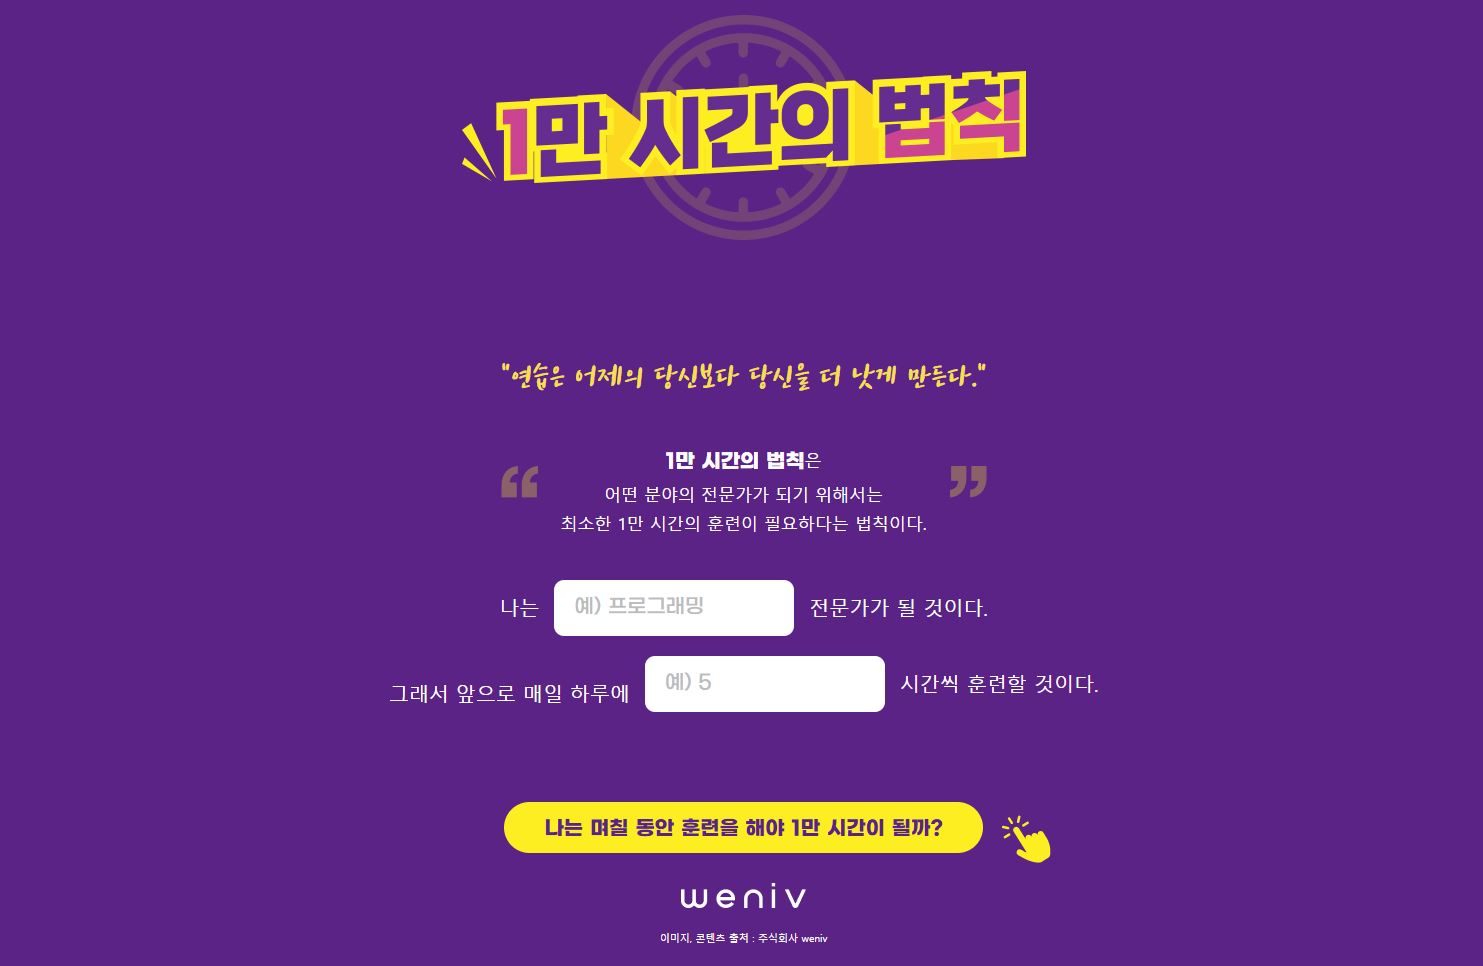 1만 시간의 법칙
"연습은 어제의 당신보다 당신을 더 낫게 만든다."
“ 1만 시간의 법칙은 ”
어떤 분야의 전문가가 되기 위해서는
최소한 1만 시간의 훈련이 필요하다는 법칙이다.
나는 예) 프로그래밍 전문가가 될 것이다.
그래서 앞으로 매일 하루에 예) 5 시간씩 훈련할 것이다.
나는 며칠 동안 훈련을 해야 1만 시간이 될까?
weniv
이미지, 콘텐츠 출처 : 주식회사 weniv